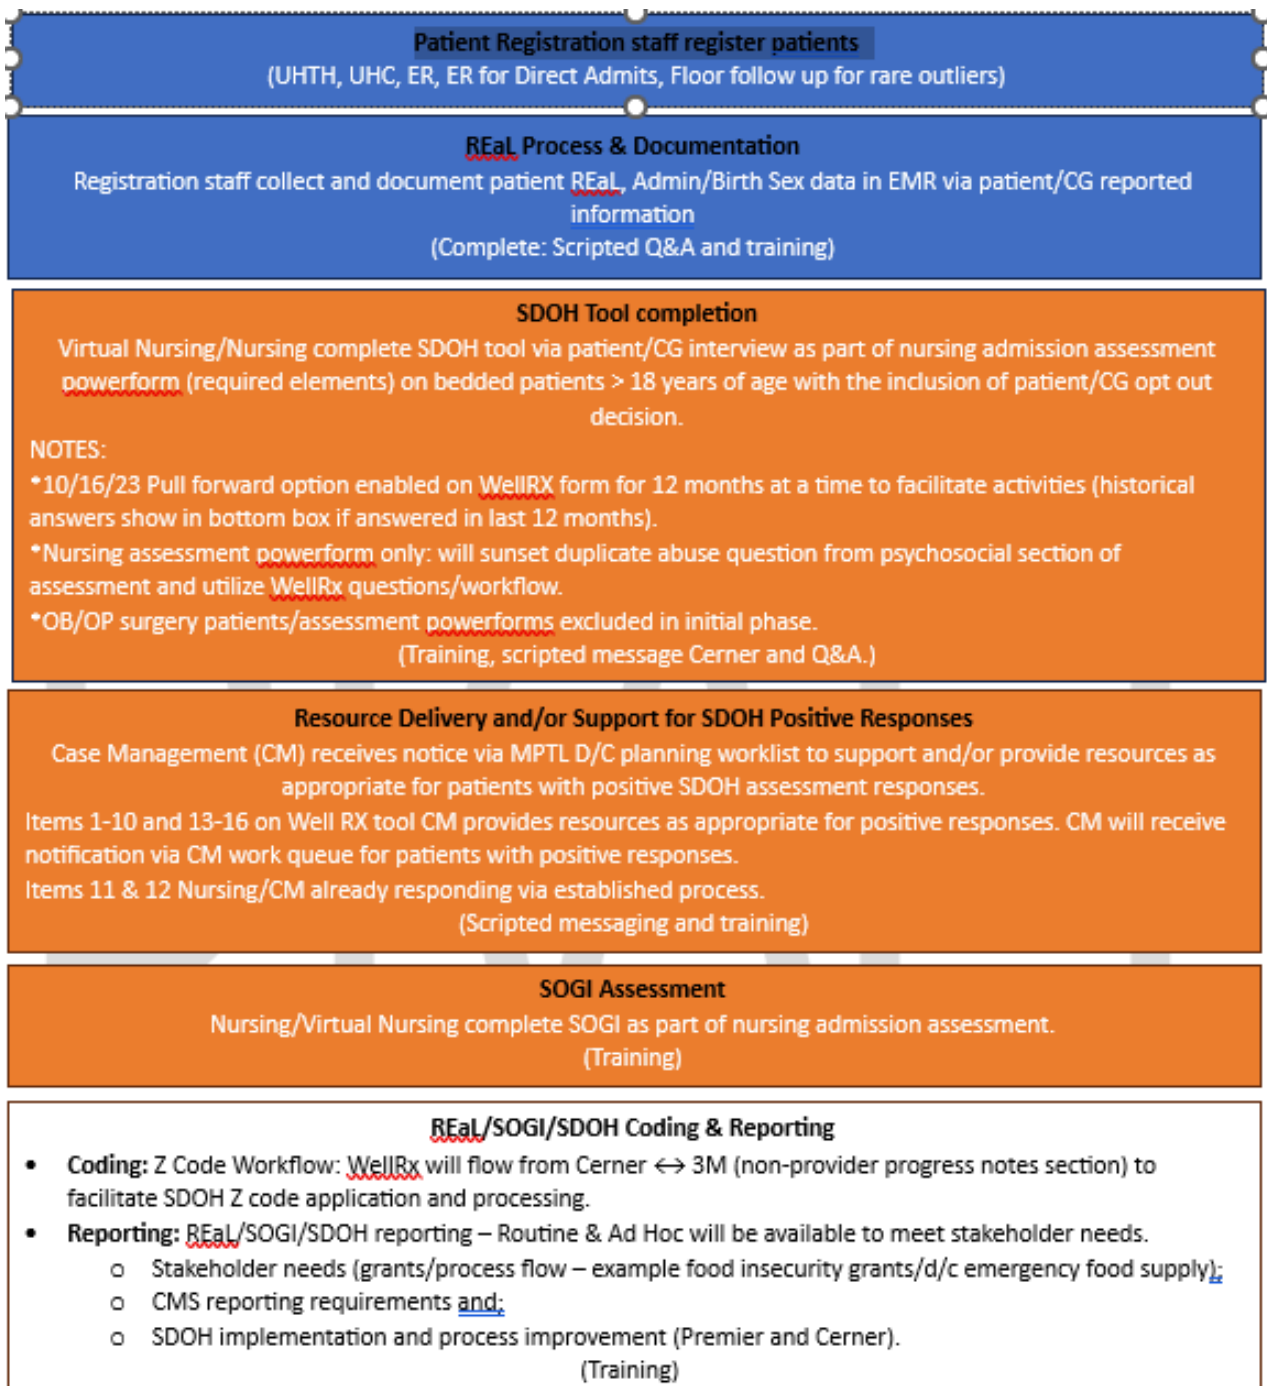 Patient Registration staff register patients
(UHTH, UHC, ER, ER for Direct Admits, Floor follow up for rare outliers)
REaL Process & Documentation
Registration staff collect and document patient REaL, Admin/Birth Sex data in EMR via patient/CG reported
information
(Complete: Scripted Q&A and training)
SDOH Tool completion
Virtual Nursing/Nursing complete SDOH tool via patient/CG interview as part of nursing admission assessment
powerform (required elements) on bedded patients > 18 years of age with the inclusion of patient/CG opt out
decision.
NOTES:
*10/16/23 Pull forward option enabled on WellRX form for 12 months at a time to facilitate activities (historical
answers show in bottom box if answered in last 12 months).
*Nursing assessment powerform only: will sunset duplicate abuse question from psychosocial section of
assessment and utilize WellRx questions/workflow.
*OB/OP surgery patients/assessment powerforms excluded in initial phase.
(Training, scripted message Cerner and Q&A.)
Resource Delivery and/or Support for SDOH Positive Responses
Case Management (CM) receives notice via MPTL D/C planning worklist to support and/or provide resources as
appropriate for patients with positive SDOH assessment responses.
Items 1-10 and 13-16 on Well RX tool CM provides resources as appropriate for positive responses. CM will receive
notification via CM work queue for patients with positive responses.
Items 11 & 12 Nursing/CM already responding via established process.
(Scripted messaging and training)
SOGI Assessment
Nursing/Virtual Nursing complete SOGI as part of nursing admission assessment.
(Training)
REaL/SOGI/SDOH Coding & Reporting
• Coding: Z Code Workflow: WellRx will flow from Cerner ↔ 3M (non-provider progress notes section) to
facilitate SDOH Z code application and processing.
• Reporting: REaL/SOGI/SDOH reporting – Routine & Ad Hoc will be available to meet stakeholder needs.
o Stakeholder needs (grants/process flow – example food insecurity grants/d/c emergency food supply);
o CMS reporting requirements and;
o SDOH implementation and process improvement (Premier and Cerner).
(Training)